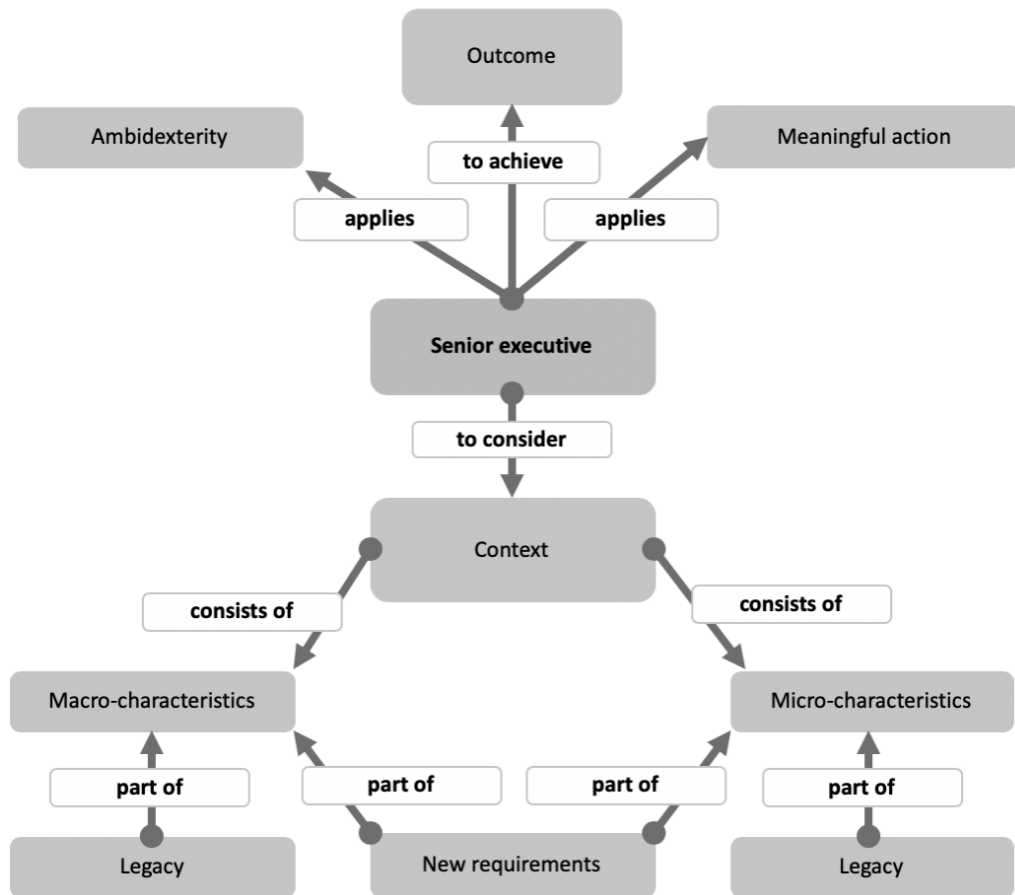 Outcome
Ambidexterity
Meaningful action
to achieve
applies
applies
Senior executive
to consider
Context
consists of
consists of
Macro-characteristics
Micro-characteristics
part of
part of
part of
part of
Legacy
New requirements
Legacy